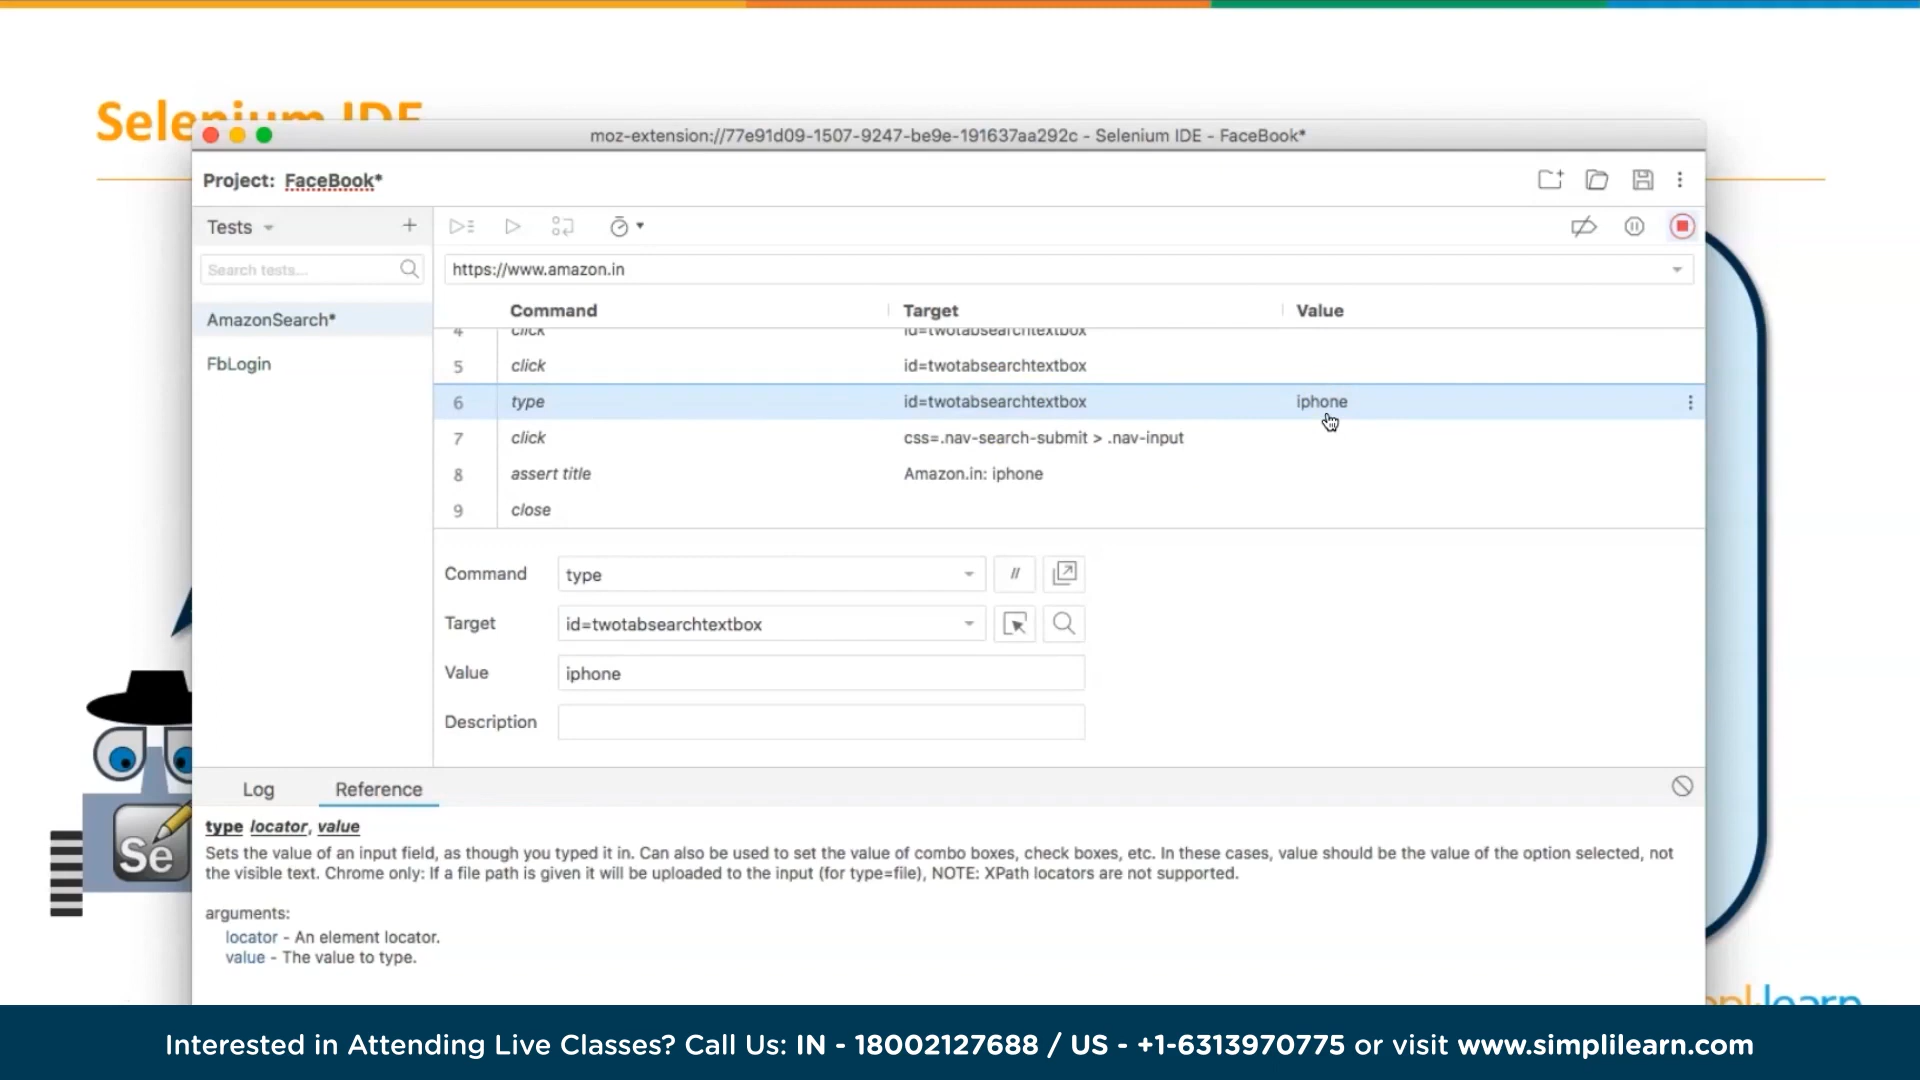 Selenium IDE
moz-extension://77e91d09-1507-9247-be9e-191637aa292c - Selenium IDE - FaceBook*
Project: FaceBook*
Tests
Search tests...
https://www.amazon.in
Command Target Value
AmazonSearch*
FbLogin
4 click id=twotabsearchtextbox
5 click id=twotabsearchtextbox
6 type id=twotabsearchtextbox iphone
7 click css=.nav-search-submit > .nav-input
8 assert title Amazon.in: iphone
9 close
Command type //
Target id=twotabsearchtextbox
Value iphone
Description
Log Reference
type locator, value
Sets the value of an input field, as though you typed it in. Can also be used to set the value of combo boxes, check boxes, etc. In these cases, value should be the value of the option selected, not
the visible text. Chrome only: If a file path is given it will be uploaded to the input (for type=file), NOTE: XPath locators are not supported.
arguments:
locator - An element locator.
value - The value to type.
Se
Interested in Attending Live Classes? Call Us: IN - 18002127688 / US - +1-6313970775 or visit www.simplilearn.com